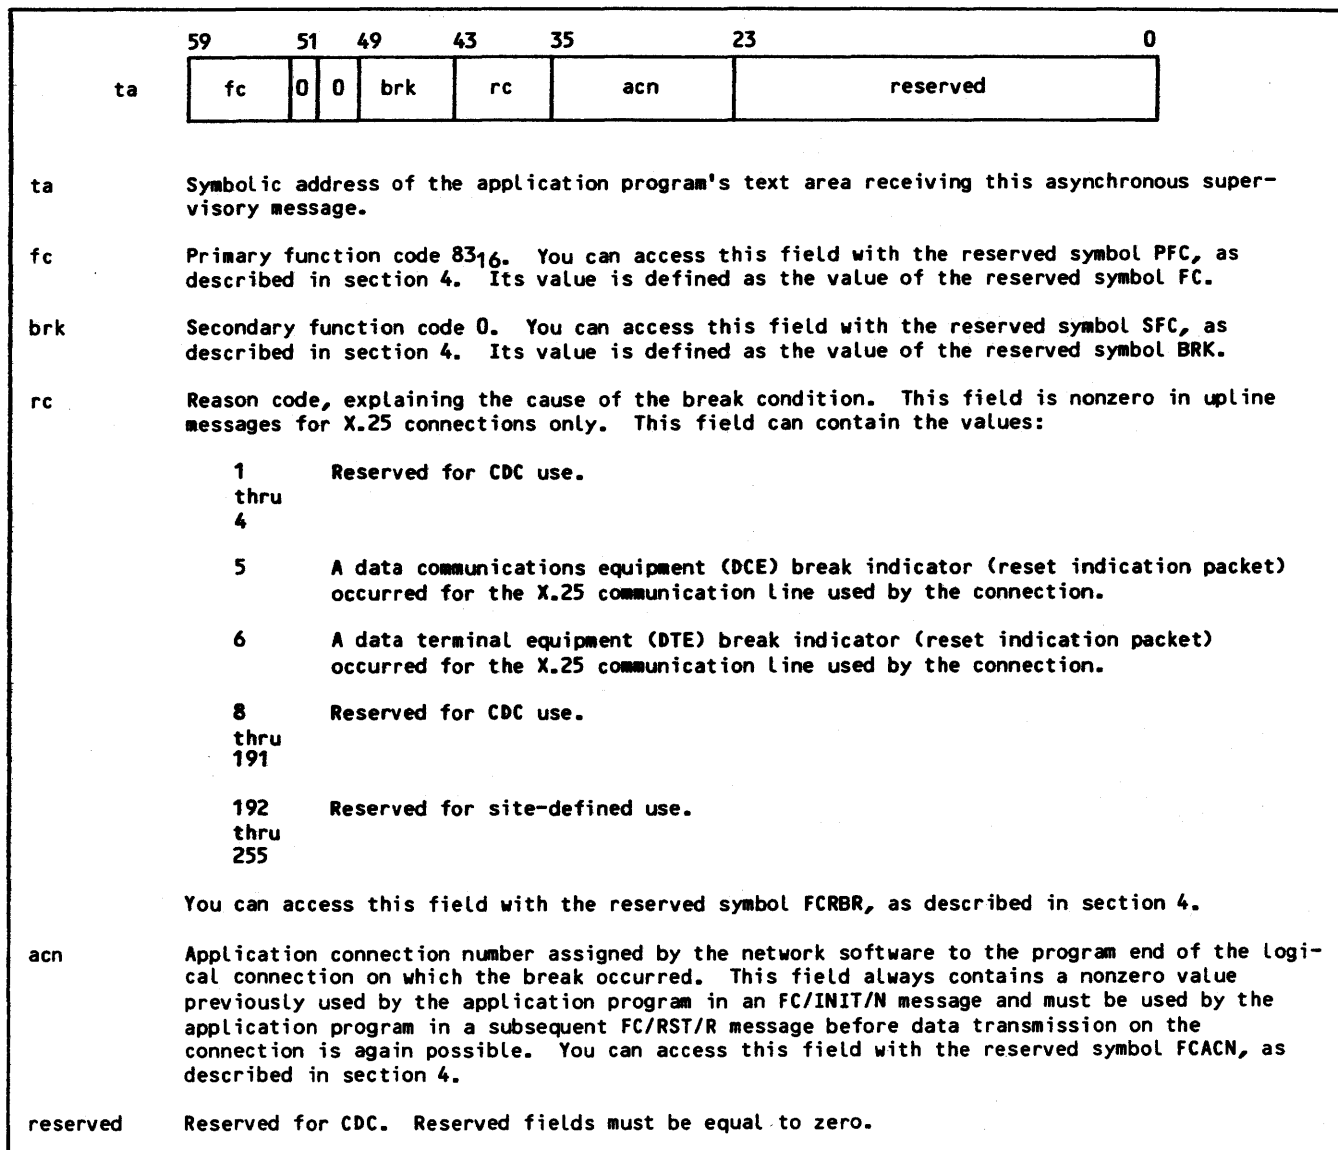 59 51 49 43 35 23 0
ta fc 0 0 brk rc acn reserved
ta Symbolic address of the application program's text area receiving this asynchronous super-
visory message.
fc Primary function code 83₁₆. You can access this field with the reserved symbol PFC, as
described in section 4. Its value is defined as the value of the reserved symbol FC.
brk Secondary function code 0. You can access this field with the reserved symbol SFC, as
described in section 4. Its value is defined as the value of the reserved symbol BRK.
rc Reason code, explaining the cause of the break condition. This field is nonzero in upline
messages for X.25 connections only. This field can contain the values:
1 Reserved for CDC use.
thru
4
5 A data communications equipment (DCE) break indicator (reset indication packet)
occurred for the X.25 communication line used by the connection.
6 A data terminal equipment (DTE) break indicator (reset indication packet)
occurred for the X.25 communication line used by the connection.
8 Reserved for CDC use.
thru
191
192 Reserved for site-defined use.
thru
255
You can access this field with the reserved symbol FCRBR, as described in section 4.
acn Application connection number assigned by the network software to the program end of the logi-
cal connection on which the break occurred. This field always contains a nonzero value
previously used by the application program in an FC/INIT/N message and must be used by the
application program in a subsequent FC/RST/R message before data transmission on the
connection is again possible. You can access this field with the reserved symbol FCACN, as
described in section 4.
reserved Reserved for CDC. Reserved fields must be equal to zero.